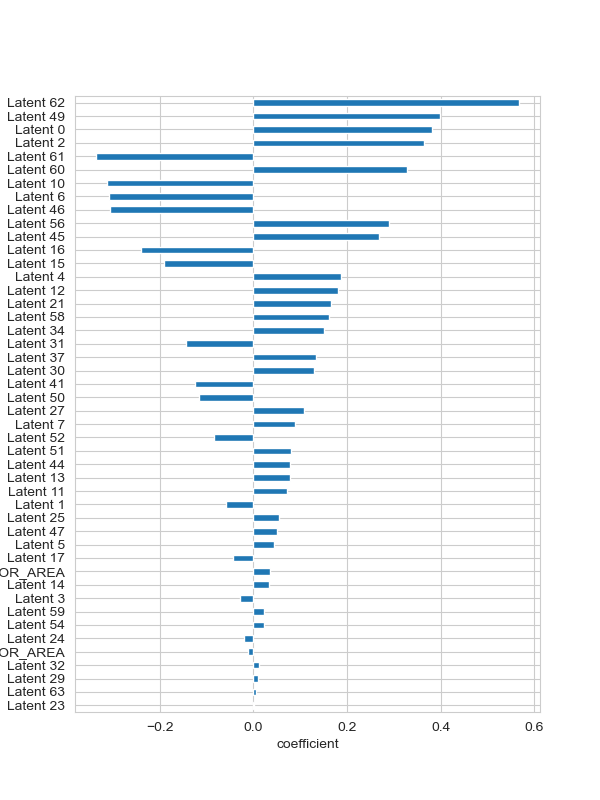 Latent 62
Latent 49
Latent 0
Latent 2
Latent 61
Latent 60
Latent 10
Latent 6
Latent 46
Latent 56
Latent 45
Latent 16
Latent 15
Latent 4
Latent 12
Latent 21
Latent 58
Latent 34
Latent 31
Latent 37
Latent 30
Latent 41
Latent 50
Latent 27
Latent 7
Latent 52
Latent 51
Latent 44
Latent 13
Latent 11
Latent 1
Latent 25
Latent 47
Latent 5
Latent 17
OR_AREA
Latent 14
Latent 3
Latent 59
Latent 54
Latent 24
OR_AREA
Latent 32
Latent 29
Latent 63
Latent 23
−0.2 0.0 0.2 0.4 0.6
coefficient